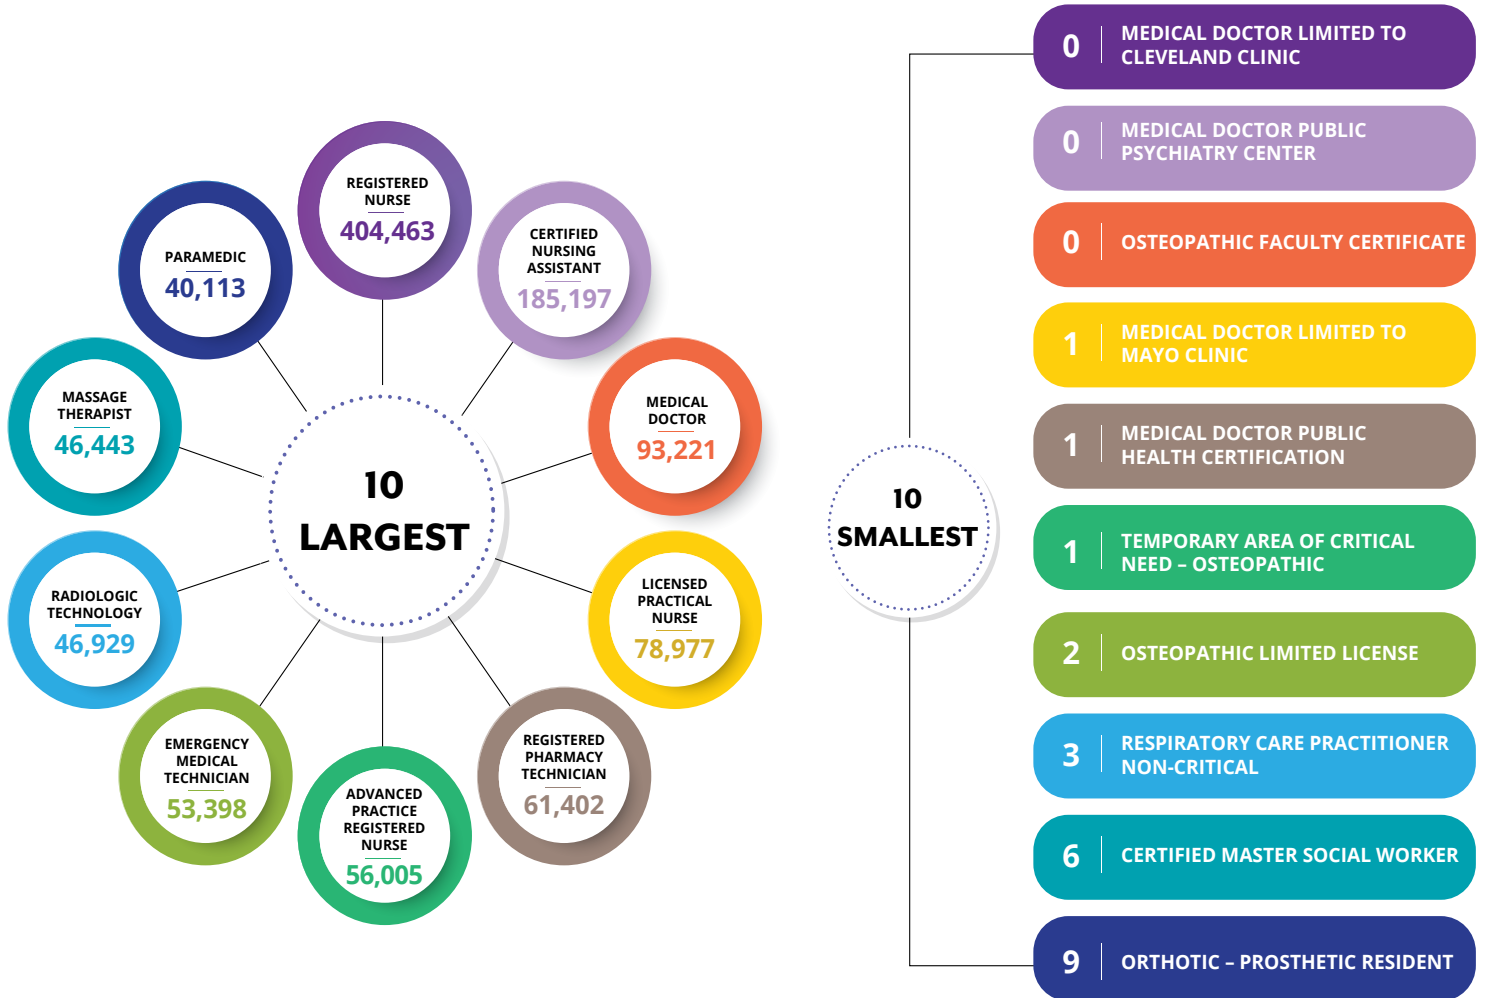 10
LARGEST
REGISTERED
NURSE
404,463
CERTIFIED
NURSING
ASSISTANT
185,197
MEDICAL
DOCTOR
93,221
LICENSED
PRACTICAL
NURSE
78,977
REGISTERED
PHARMACY
TECHNICIAN
61,402
ADVANCED
PRACTICE
REGISTERED
NURSE
56,005
EMERGENCY
MEDICAL
TECHNICIAN
53,398
RADIOLOGIC
TECHNOLOGY
46,929
MASSAGE
THERAPIST
46,443
PARAMEDIC
40,113
10
SMALLEST
0 MEDICAL DOCTOR LIMITED TO
CLEVELAND CLINIC
0 MEDICAL DOCTOR PUBLIC
PSYCHIATRY CENTER
0 OSTEOPATHIC FACULTY CERTIFICATE
1 MEDICAL DOCTOR LIMITED TO
MAYO CLINIC
1 MEDICAL DOCTOR PUBLIC
HEALTH CERTIFICATION
1 TEMPORARY AREA OF CRITICAL
NEED – OSTEOPATHIC
2 OSTEOPATHIC LIMITED LICENSE
3 RESPIRATORY CARE PRACTITIONER
NON-CRITICAL
6 CERTIFIED MASTER SOCIAL WORKER
9 ORTHOTIC – PROSTHETIC RESIDENT